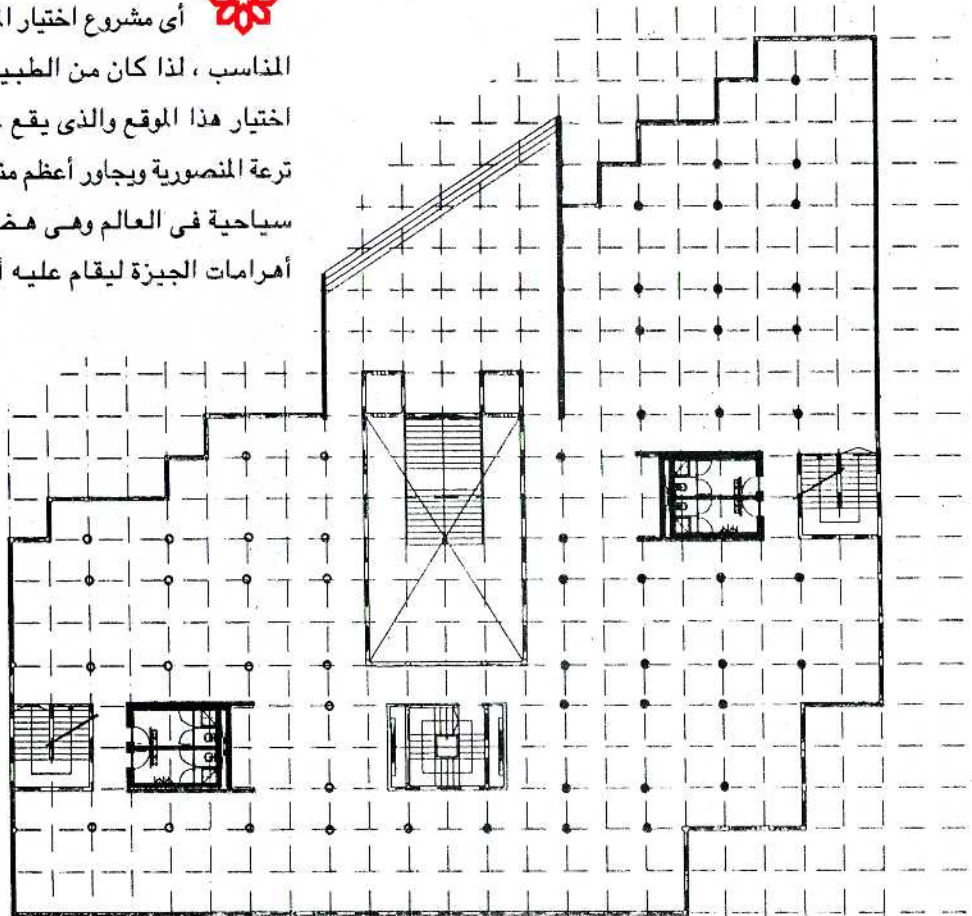 أى مشروع اختيار
المناسب ، لذا كان من
اختيار هذا الموقع والذى يقع
ترعة المنصورية ويجاور أعظم
سياحية فى العالم وهى
أهرامات الجيزة ليقام عليه